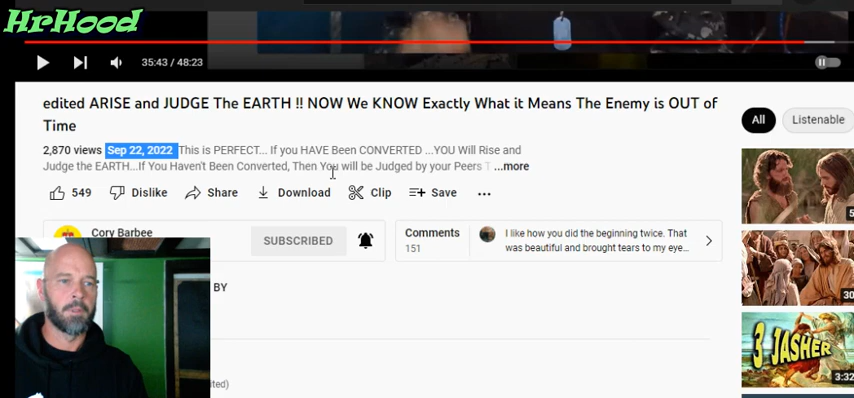 HrHood
35:43 / 48:23
edited ARISE and JUDGE The EARTH !! NOW We KNOW Exactly What it Means The Enemy is OUT of
Time
2,870 views Sep 22, 2022 This is PERFECT... If you HAVE Been CONVERTED ...YOU Will Rise and
Judge the EARTH...If You Haven't Been Converted, Then You will be Judged by your Peers T ...more
549 Dislike Share Download Clip Save ...
Cory Barbee
SUBSCRIBED
Comments
151
I like how you did the beginning twice. That
was beautiful and brought tears to my eye...
BY
ited)
All Listenable
5
30
3 JASHER
3:32